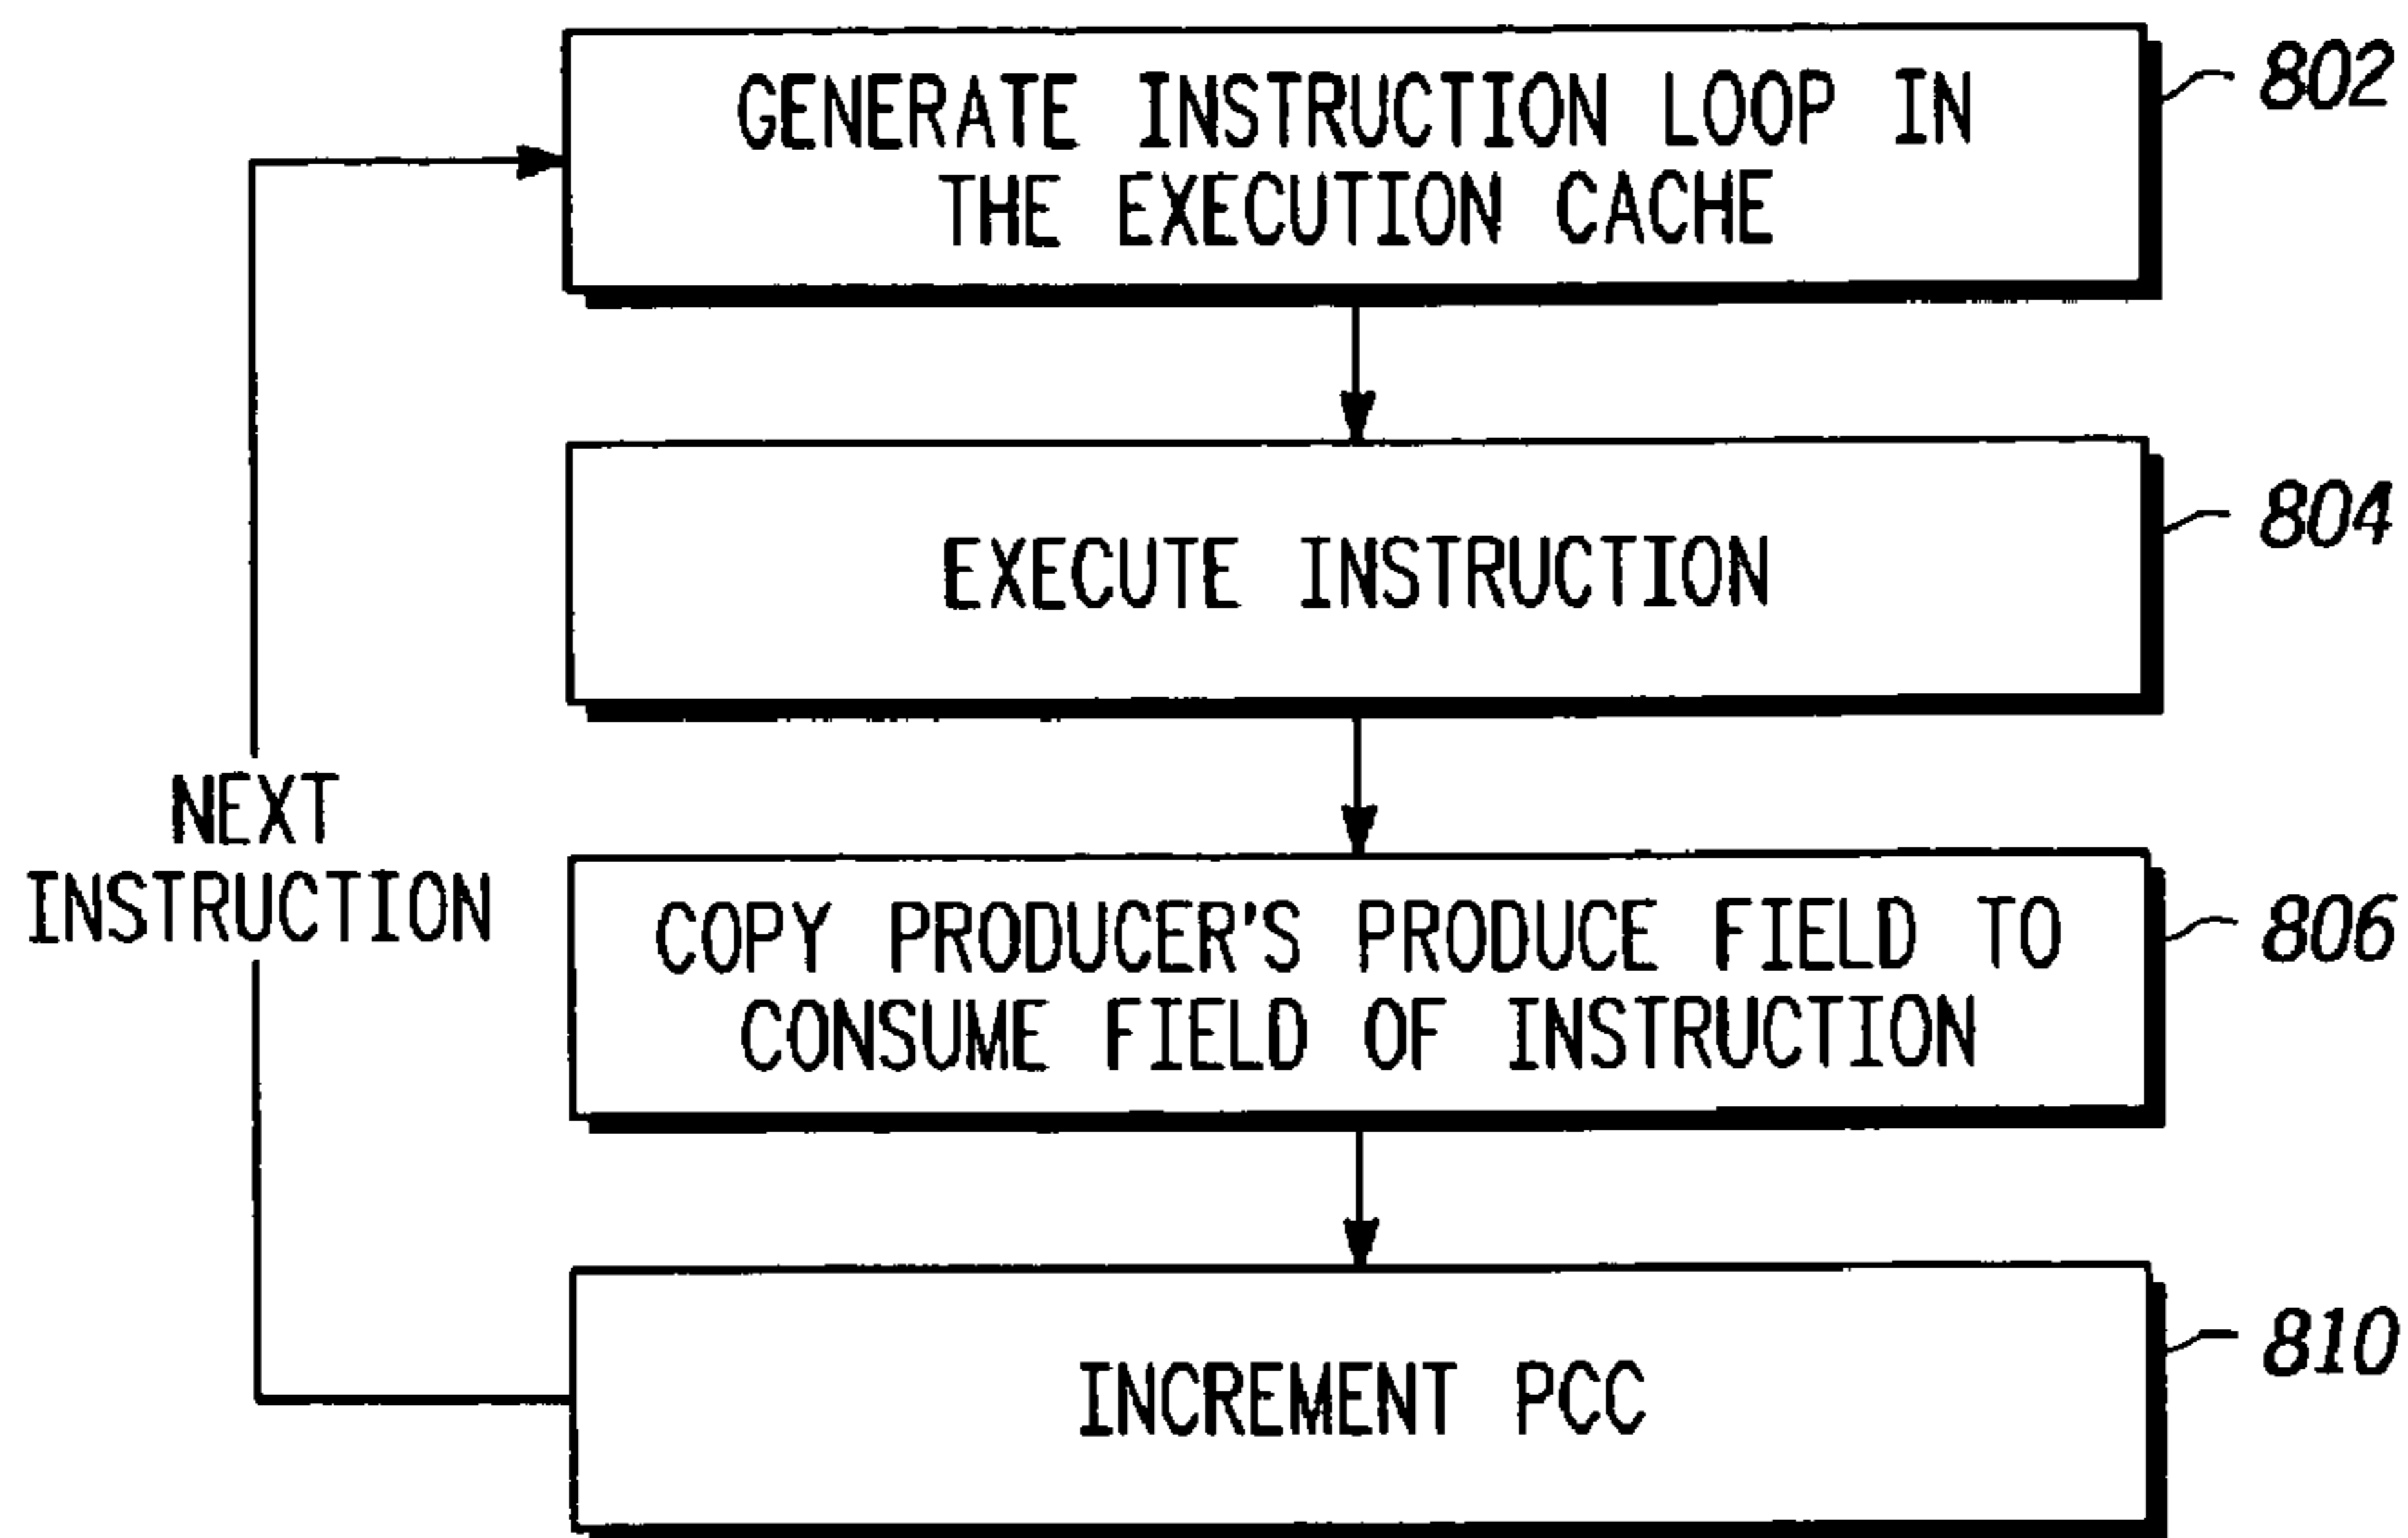 GENERATE INSTRUCTION LOOP IN
THE EXECUTION CACHE
802
EXECUTE INSTRUCTION
804
NEXT
INSTRUCTION
COPY PRODUCER'S PRODUCE FIELD TO
CONSUME FIELD OF INSTRUCTION
806
INCREMENT PCC
810